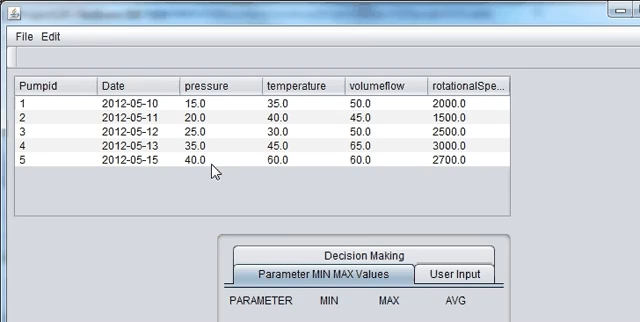 File Edit
Pumpid Date pressure temperature volumeflow rotationalSpe...
1 2012-05-10 15.0 35.0 50.0 2000.0
2 2012-05-11 20.0 40.0 45.0 1500.0
3 2012-05-12 25.0 30.0 50.0 2500.0
4 2012-05-13 35.0 45.0 65.0 3000.0
5 2012-05-15 40.0 60.0 60.0 2700.0
Decision Making
Parameter MIN MAX Values User Input
PARAMETER MIN MAX AVG